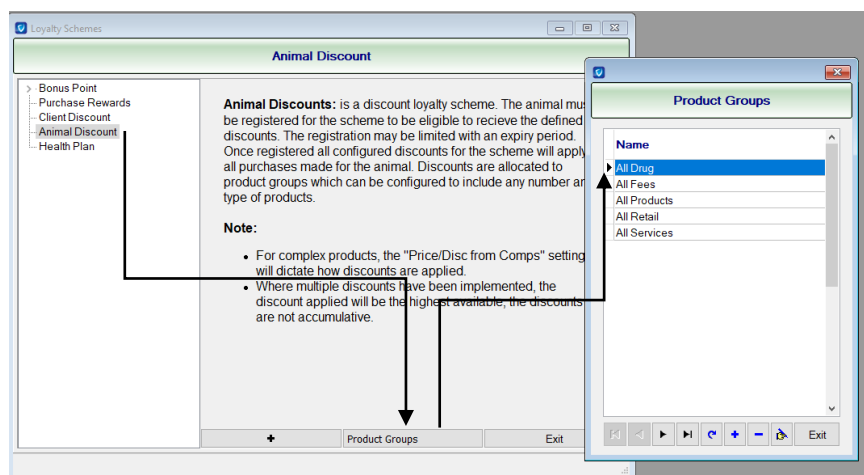 Loyalty Schemes
Animal Discount
Bonus Point
Purchase Rewards
Client Discount
Animal Discount
Health Plan
Animal Discounts: is a discount loyalty scheme. The animal mu
be registered for the scheme to be eligible to recieve the defined
discounts. The registration may be limited with an expiry period.
Once registered all configured discounts for the scheme will apply
all purchases made for the animal. Discounts are allocated to
product groups which can be configured to include any number an
type of products.
Note:
• For complex products, the "Price/Disc from Comps" setting
will dictate how discounts are applied.
• Where multiple discounts have been implemented, the
discount applied will be the highest available, the discounts
are not accumulative.
Product Groups
Exit
Product Groups
Name
All Drug
All Fees
All Products
All Retail
All Services
Exit